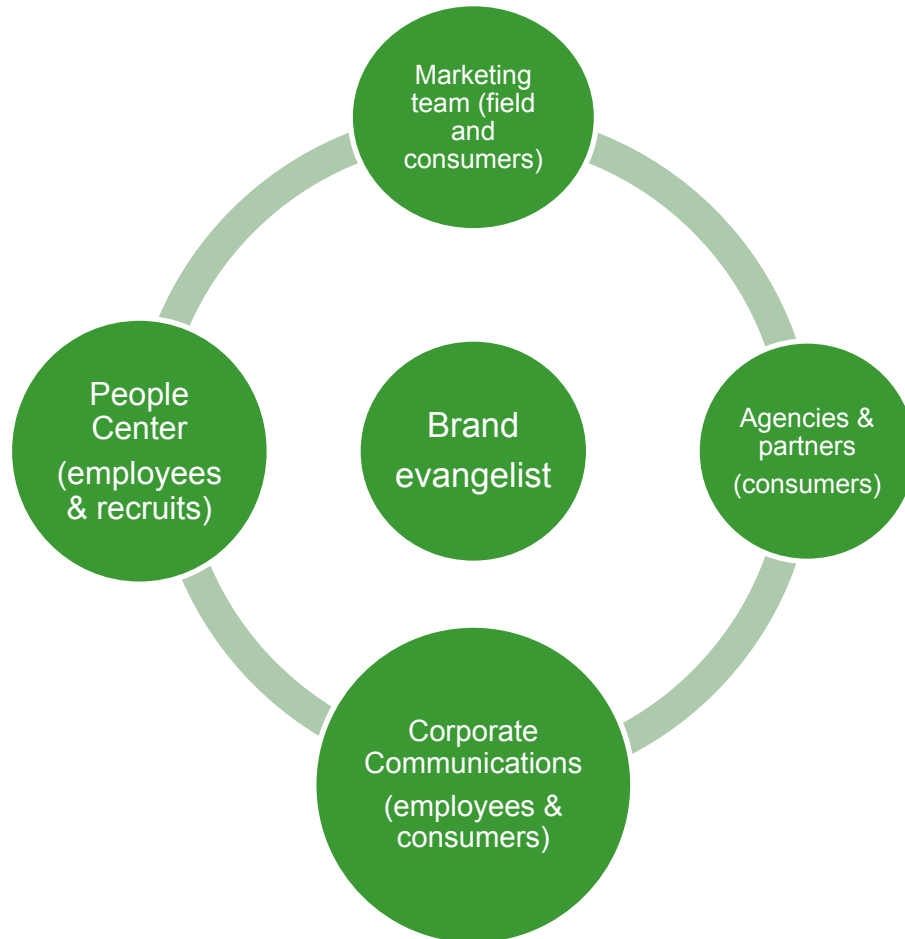 Marketing
team (field
and
consumers)
People
Center
(employees
& recruits)
Brand
evangelist
Agencies &
partners
(consumers)
Corporate
Communications
(employees &
consumers)